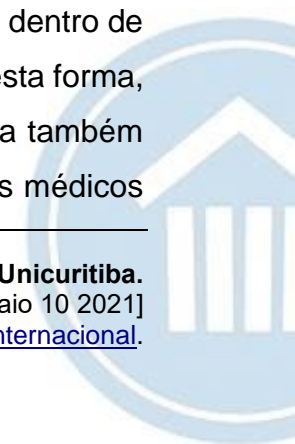 dentro de
esta forma,
a também
s médicos
Unicuritiba.
aio 10 2021]
nternacional.